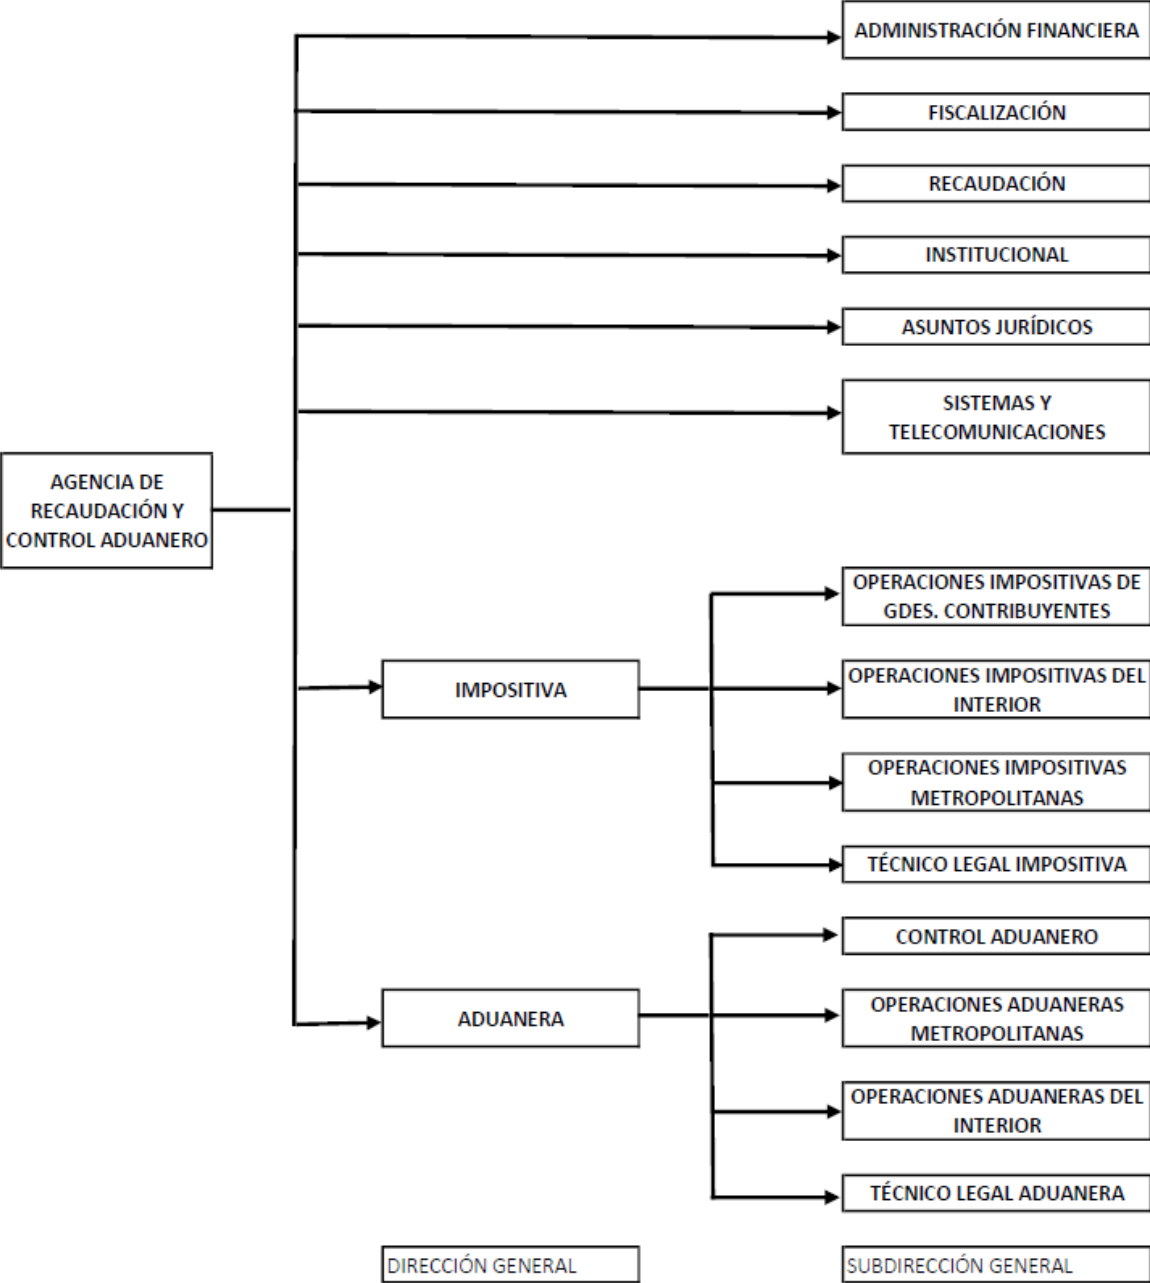 ADMINISTRACIÓN FINANCIERA
FISCALIZACIÓN
RECAUDACIÓN
INSTITUCIONAL
ASUNTOS JURÍDICOS
SISTEMAS Y
TELECOMUNICACIONES
AGENCIA DE
RECAUDACIÓN Y
CONTROL ADUANERO
OPERACIONES IMPOSITIVAS DE
GDES. CONTRIBUYENTES
IMPOSITIVA
OPERACIONES IMPOSITIVAS DEL
INTERIOR
OPERACIONES IMPOSITIVAS
METROPOLITANAS
TÉCNICO LEGAL IMPOSITIVA
CONTROL ADUANERO
ADUANERA
OPERACIONES ADUANERAS
METROPOLITANAS
OPERACIONES ADUANERAS DEL
INTERIOR
TÉCNICO LEGAL ADUANERA
DIRECCIÓN GENERAL
SUBDIRECCIÓN GENERAL